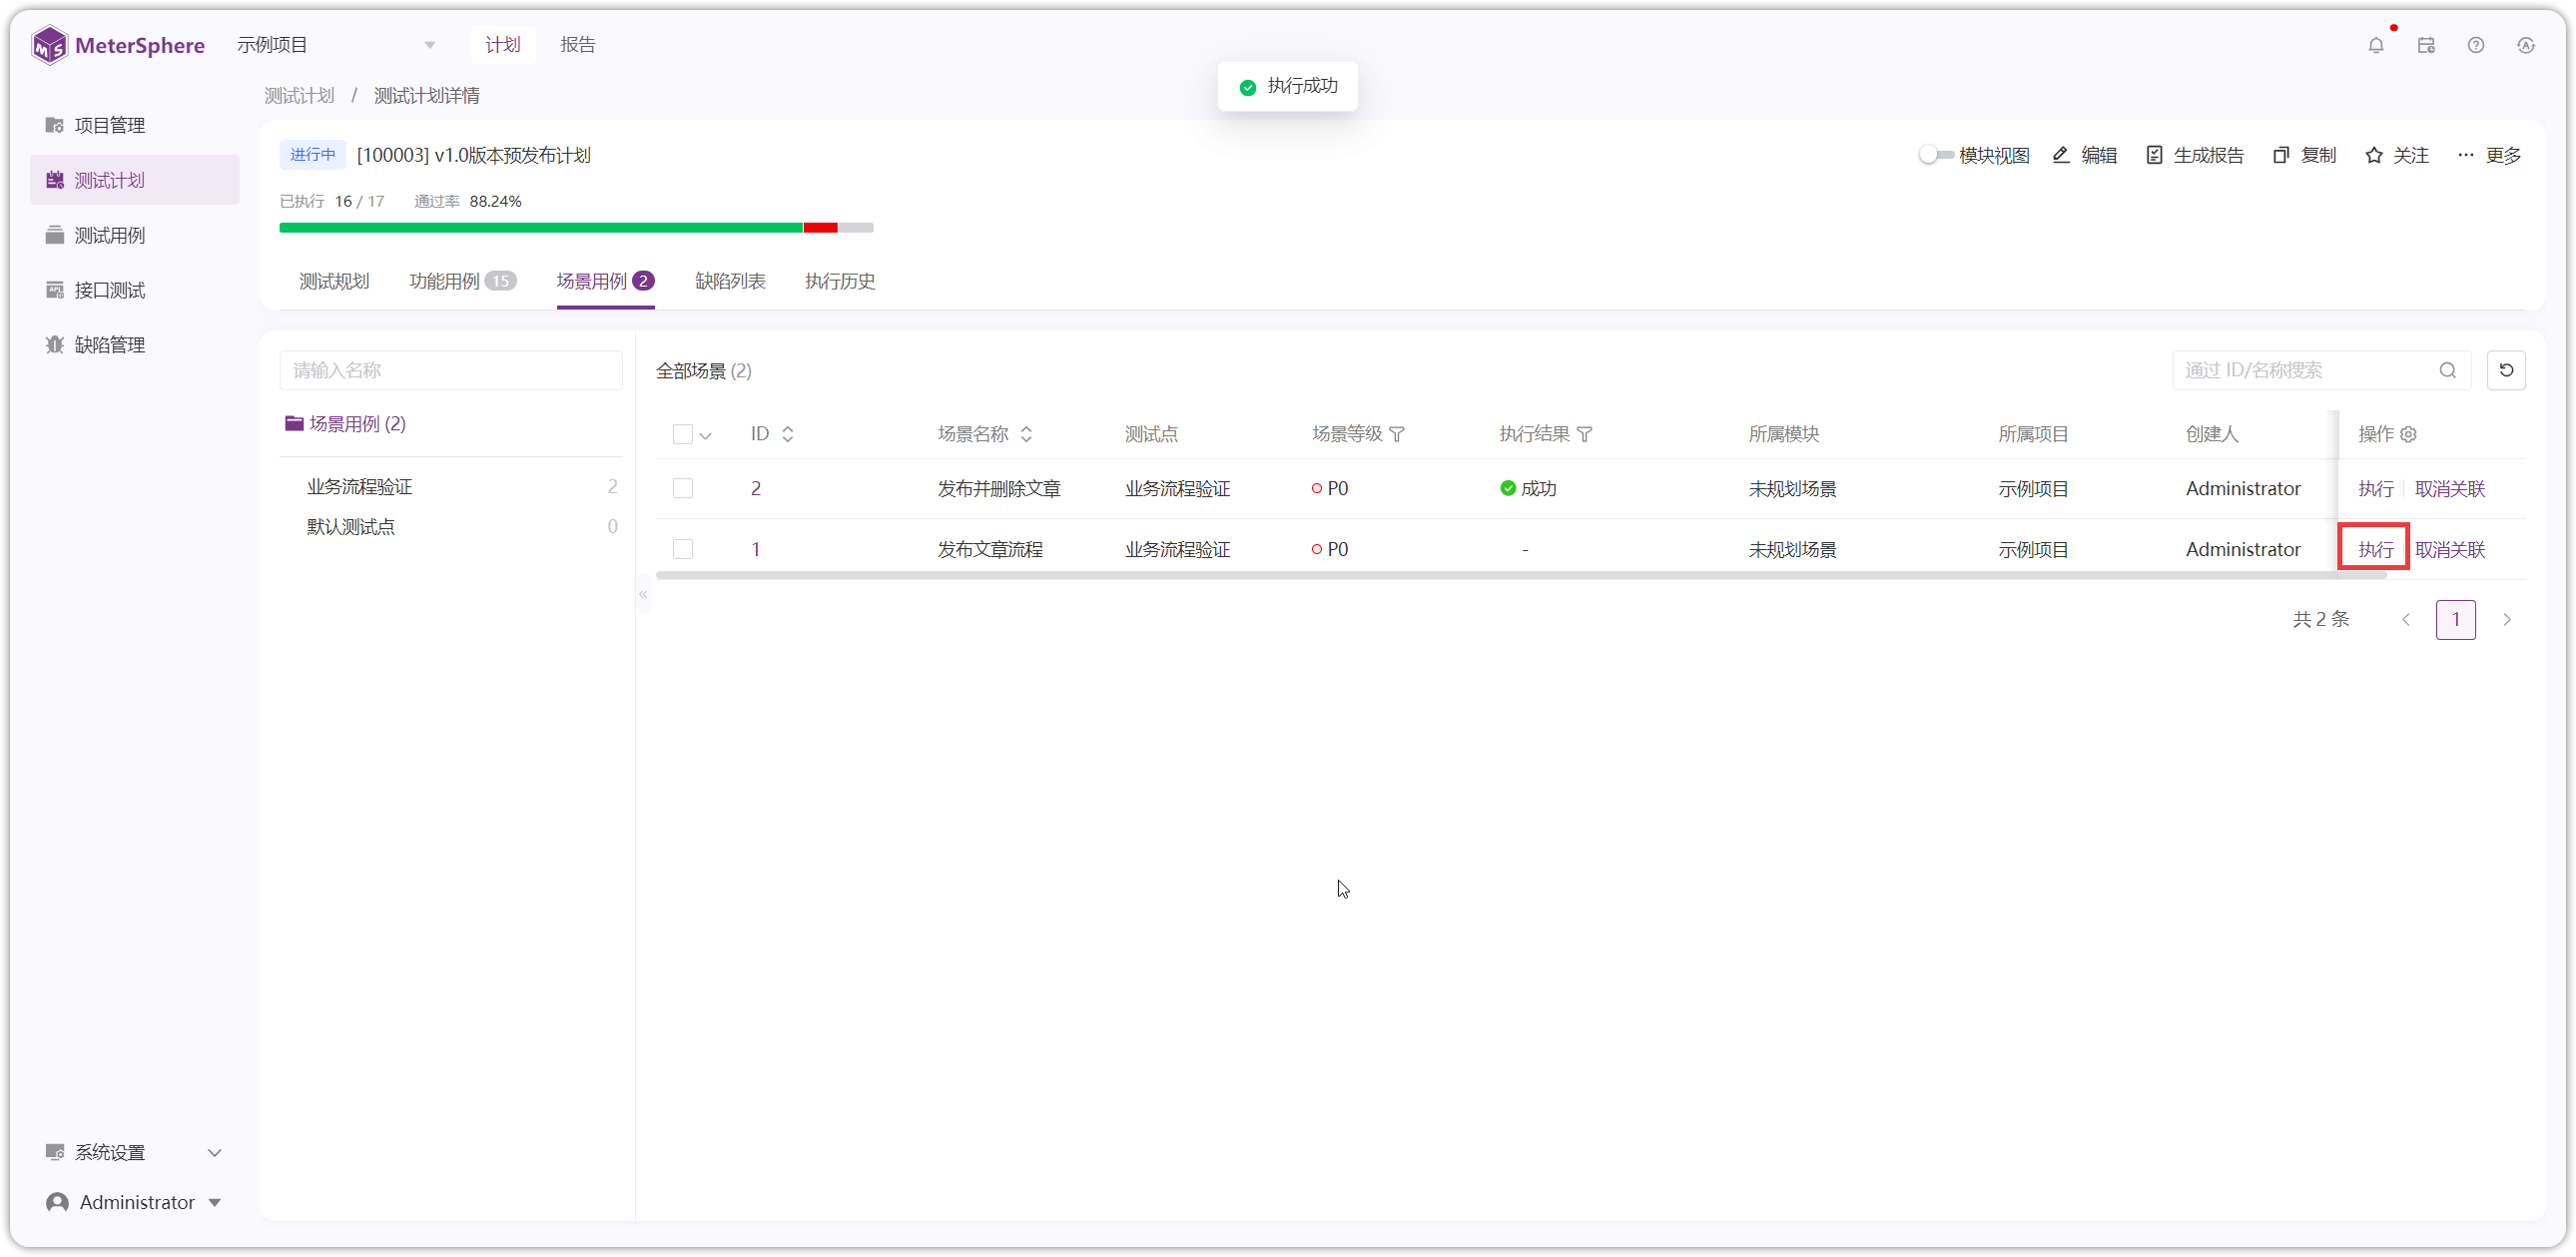 MeterSphere 示例项目 计划 报告
执行成功
测试计划 / 测试计划详情
项目管理
测试计划
测试用例
接口测试
缺陷管理
进行中 [100003] v1.0版本预发布计划
模块视图 编辑 生成报告 复制 关注 ··· 更多
已执行 16 / 17 通过率 88.24%
测试规划 功能用例 15 场景用例 2 缺陷列表 执行历史
请输入名称
场景用例 (2)
业务流程验证 2
默认测试点 0
全部场景 (2)
通过 ID/名称搜索
ID 场景名称 测试点 场景等级 执行结果 所属模块 所属项目 创建人 操作
2 发布并删除文章 业务流程验证 P0 成功 未规划场景 示例项目 Administrator 执行 取消关联
1 发布文章流程 业务流程验证 P0 - 未规划场景 示例项目 Administrator 执行 取消关联
共 2 条 1
系统设置
Administrator